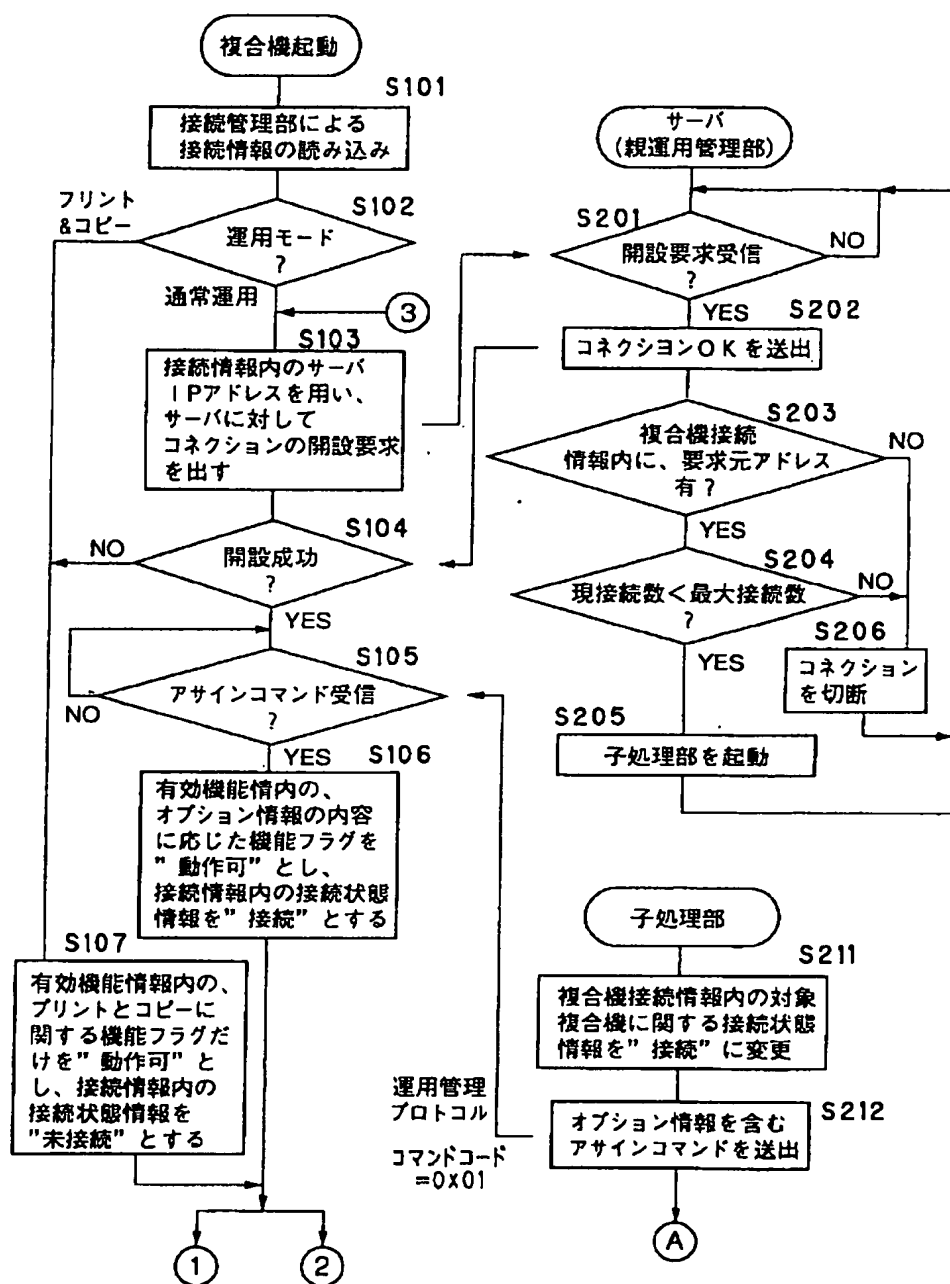 複合機起動
S101
接続管理部による
接続情報の読み込み
プリント
&コピー
S102
運用モード
?
通常運用
3
S103
接続情報内のサーバ
IPアドレスを用い、
サーバに対して
コネクションの開設要求
を出す
S104
NO
開設成功
?
YES
S105
アサインコマンド受信
NO
?
YES
S106
有効機能情内の、
オプション情報の内容
に応じた機能フラグを
"動作可"とし、
接続情報内の接続状態
情報を"接続"とする
S107
有効機能情報内の、
プリントとコピーに
関する機能フラグだ
けを"動作可"と
し、接続情報内の
接続状態情報を
"未接続"とする
1
2
サーバ
(親運用管理部)
S201
開設要求受信
NO
?
YES
S202
コネクションOKを送出
S203
複合機接続
情報内に、要求元アドレス
有?
NO
YES
S204
現接続数<最大接続数
NO
?
YES
S206
コネクション
を切断
S205
子処理部を起動
子処理部
S211
複合機接続情報内の対象
複合機に関する接続状態
情報を"接続"に変更
S212
オプション情報を含む
アサインコマンドを送出
運用管理
プロトコル
コマンドコード
=0x01
A